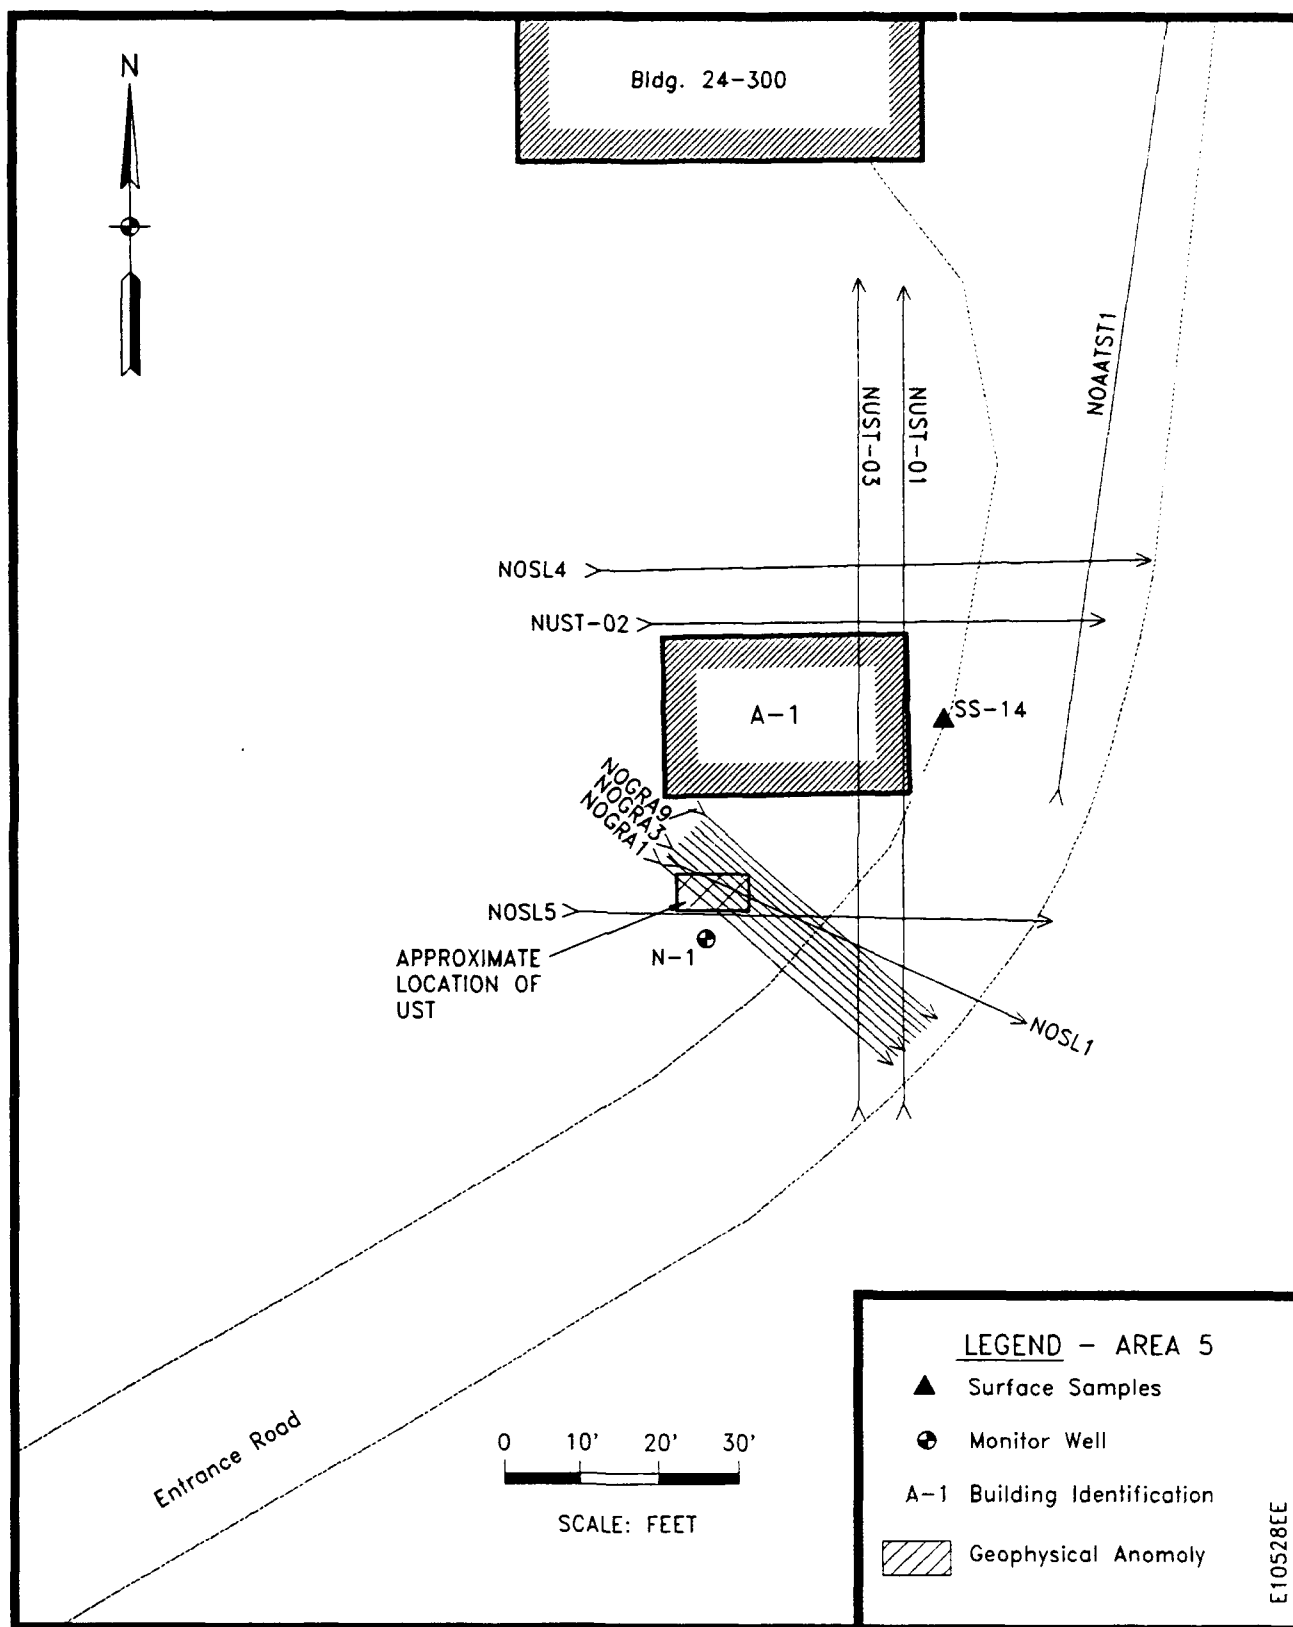 Bldg. 24-300
N
NOAATST1
NUST-03
NUST-01
NOSL4
NUST-02
A-1
SS-14
NOGRA9
NOGRA3
NOGRA1
NOSL5
N-1
APPROXIMATE
LOCATION OF
UST
NOSL1
Entrance Road
0 10' 20' 30'
SCALE: FEET
LEGEND - AREA 5
Surface Samples
Monitor Well
A-1 Building Identification
Geophysical Anomoly
E10528EE